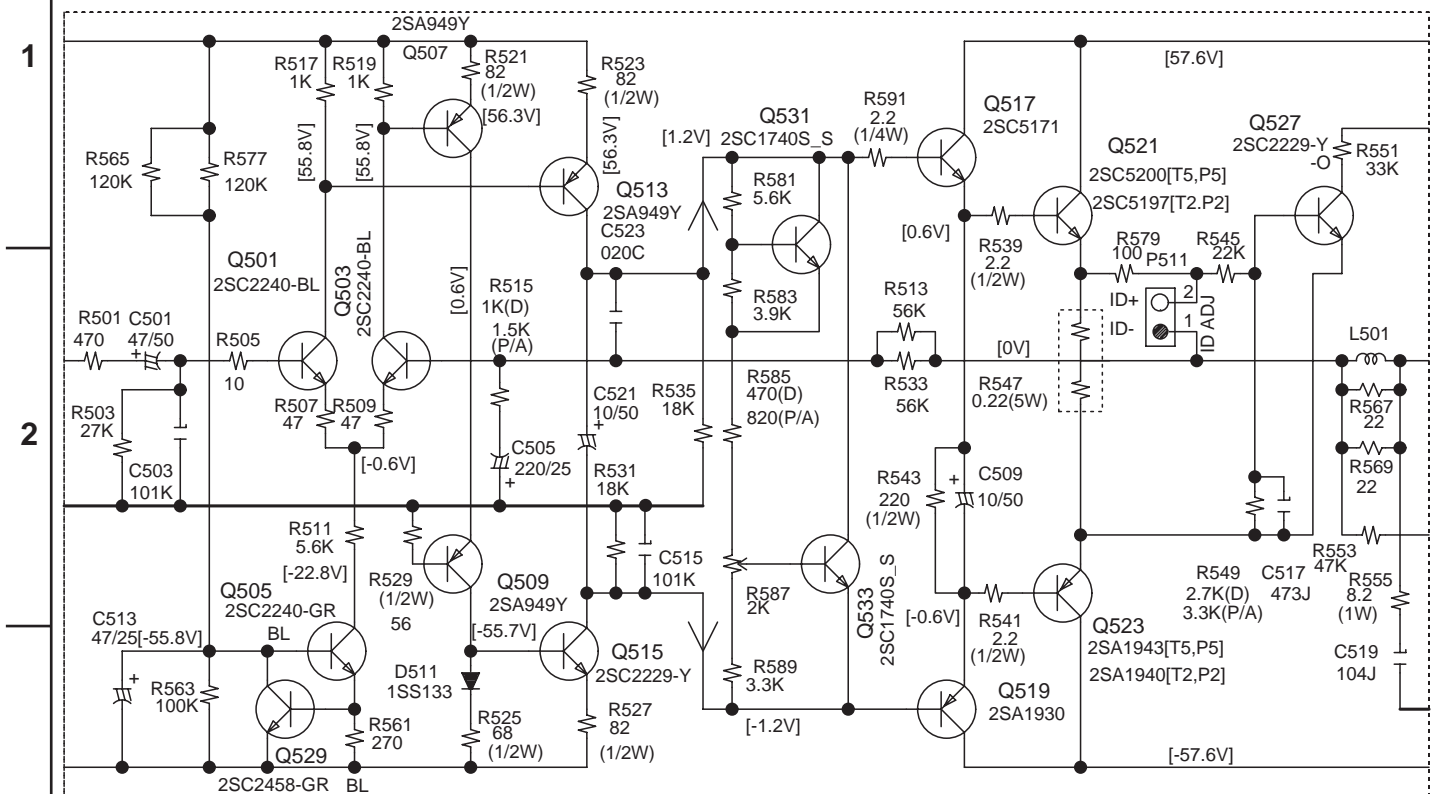 1
2
2SA949Y
Q507
R517
1K
R519
1K
R521
82
(1/2W)
[56.3V]
R523
82
(1/2W)
[56.3V]
[55.8V]
[55.8V]
R565
120K
R577
120K
Q513
2SA949Y
C523
020C
[1.2V]
Q531
2SC1740S_S
R591
2.2
(1/4W)
R581
5.6K
R583
3.9K
Q517
2SC5171
[57.6V]
Q521
2SC5200[T5,P5]
2SC5197[T2.P2]
Q527
2SC2229-Y
-O
R551
33K
[0.6V]
R539
2.2
(1/2W)
R579
100
P511
R545
22K
ID+
ID-
2
1
ID ADJ
Q501
2SC2240-BL
Q503
2SC2240-BL
[0.6V]
R515
1K(D)
1.5K
(P/A)
R513
56K
R533
56K
[0V]
R547
0.22(5W)
L501
R567
22
R569
22
R501
470
C501
47/50
+
R505
10
R503
27K
C503
101K
R507
47
R509
47
[-0.6V]
C505
220/25
+
C521
10/50
+
R535
18K
R531
18K
R585
470(D)
820(P/A)
R543
220
(1/2W)
+
C509
10/50
R511
5.6K
[-22.8V]
Q505
2SC2240-GR
BL
R529
(1/2W)
56
Q509
2SA949Y
[-55.7V]
C515
101K
R587
2K
Q533
2SC1740S_S
[-0.6V]
R541
2.2
(1/2W)
Q523
2SA1943[T5,P5]
2SA1940[T2,P2]
R549
2.7K(D)
3.3K(P/A)
C517
473J
R553
47K
R555
8.2
(1W)
C519
104J
C513
47/25
[-55.8V]
+
R563
100K
Q529
2SC2458-GR
BL
R561
270
D511
1SS133
R525
68
(1/2W)
Q515
2SC2229-Y
R527
82
(1/2W)
R589
3.3K
[-1.2V]
Q519
2SA1930
[-57.6V]